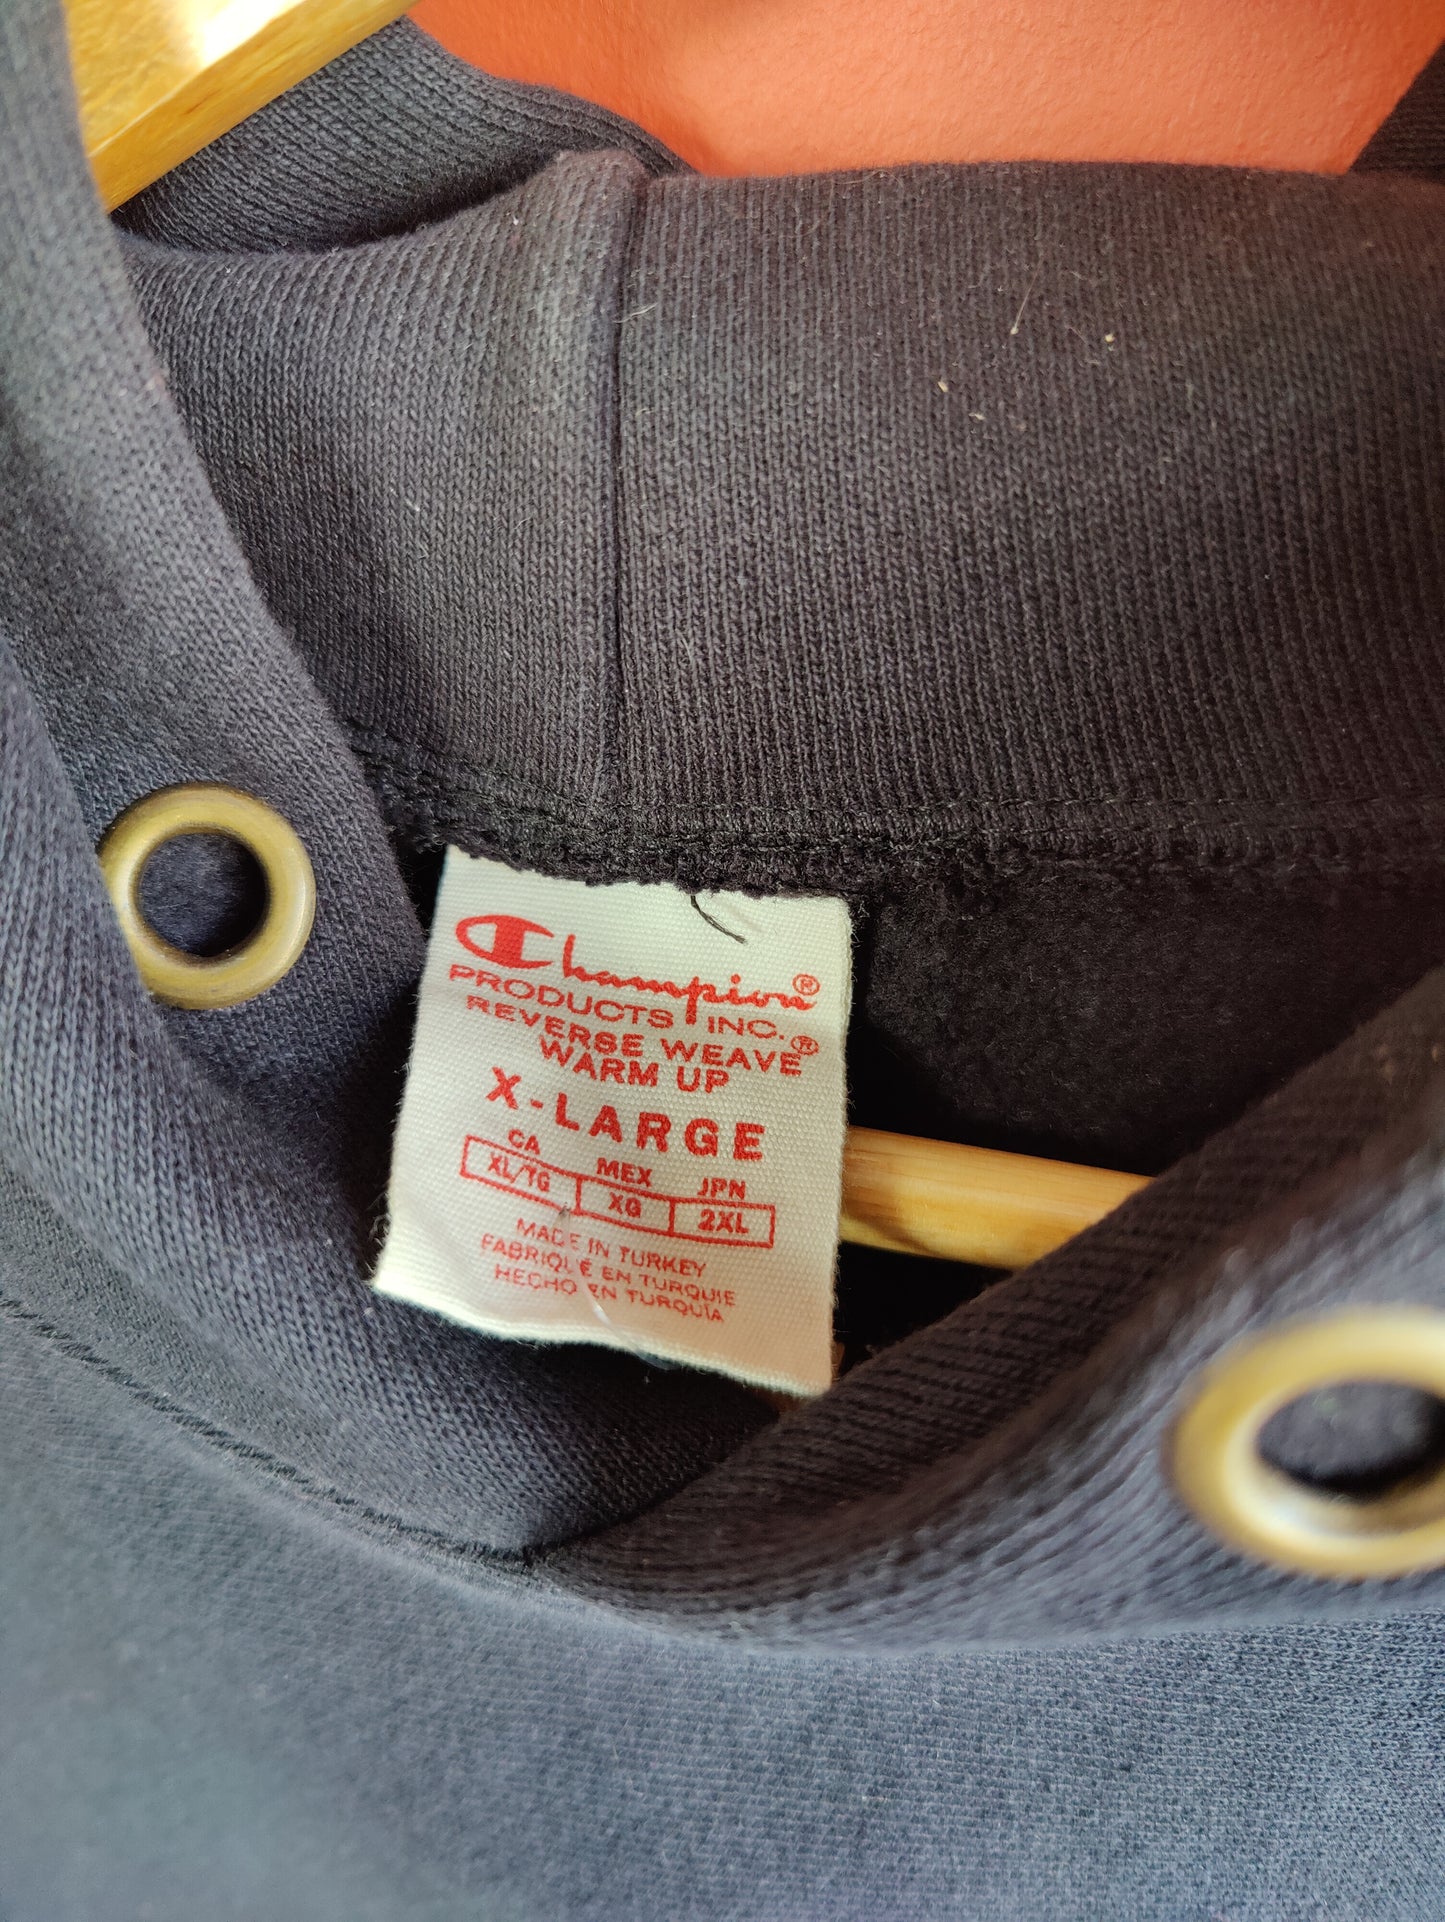 Champion®
PRODUCTS INC.
REVERSE WEAVE®
WARM UP
X-LARGE
CA MEX JPN
XL/TG XG 2XL
MADE IN TURKEY
FABRIQUÉ EN TURQUIE
HECHO EN TURQUÍA